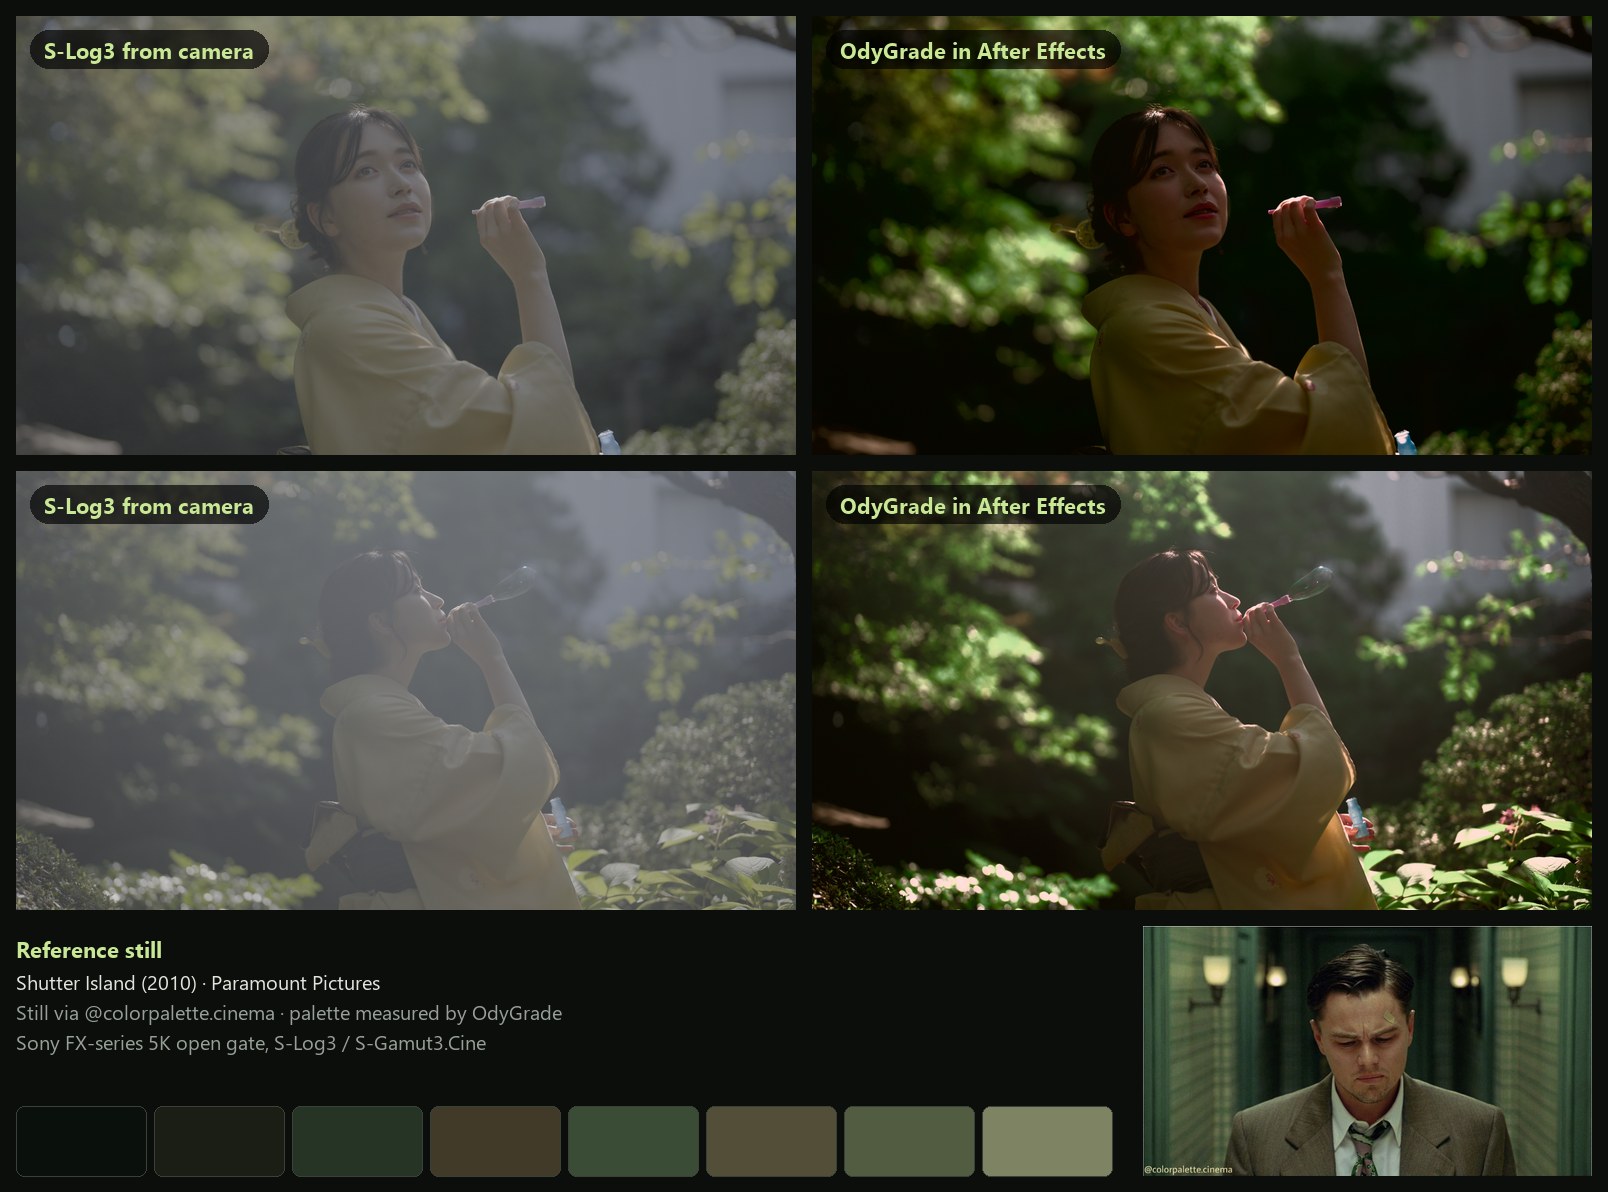 S-Log3 from camera
OdyGrade in After Effects
S-Log3 from camera
OdyGrade in After Effects
Reference still
Shutter Island (2010) · Paramount Pictures
Still via @colorpalette.cinema · palette measured by OdyGrade
Sony FX-series 5K open gate, S-Log3 / S-Gamut3.Cine
@colorpalette.cinema